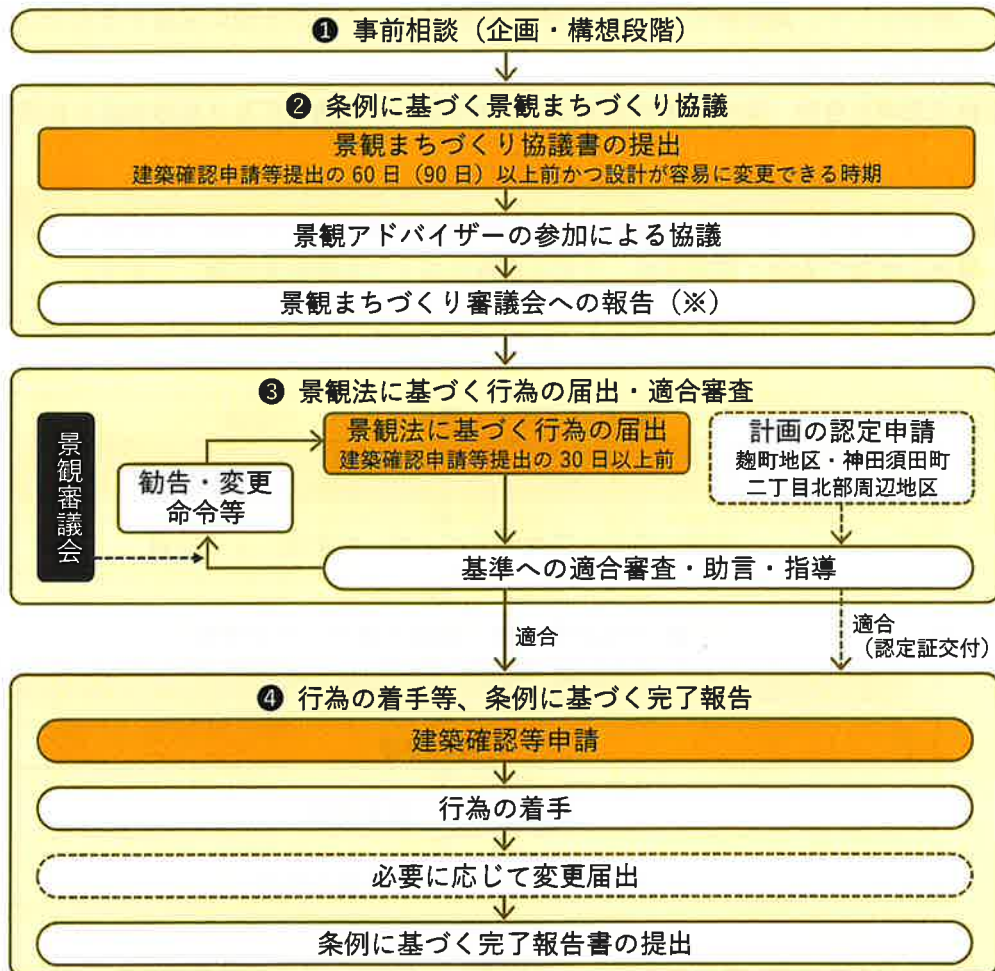 ❶ 事前相談（企画・構想段階）
❷ 条例に基づく景観まちづくり協議
景観まちづくり協議書の提出
建築確認申請等提出の 60 日（90 日）以上前かつ設計が容易に変更できる時期
景観アドバイザーの参加による協議
景観まちづくり審議会への報告（※）
❸ 景観法に基づく行為の届出・適合審査
景観審議会
勧告・変更
命令等
景観法に基づく行為の届出
建築確認申請等提出の 30 日以上前
計画の認定申請
麴町地区・神田須田町
二丁目北部周辺地区
基準への適合審査・助言・指導
適合
適合
（認定証交付）
❹ 行為の着手等、条例に基づく完了報告
建築確認等申請
行為の着手
必要に応じて変更届出
条例に基づく完了報告書の提出